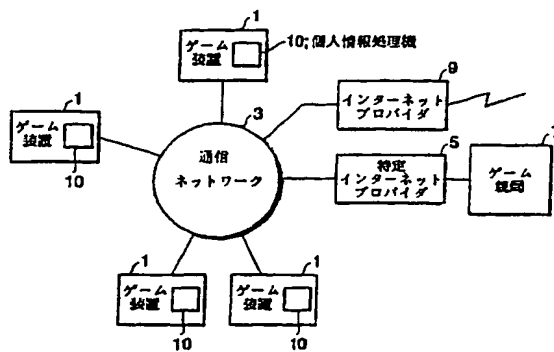 1
ゲーム
装置
10;個人情報処理機
9
インターネット
プロバイダ
1
ゲーム
装置
10
3
通信
ネットワーク
5
特定
インターネット
プロバイダ
7
ゲーム
親局
1
ゲーム
装置
10
1
ゲーム
装置
10